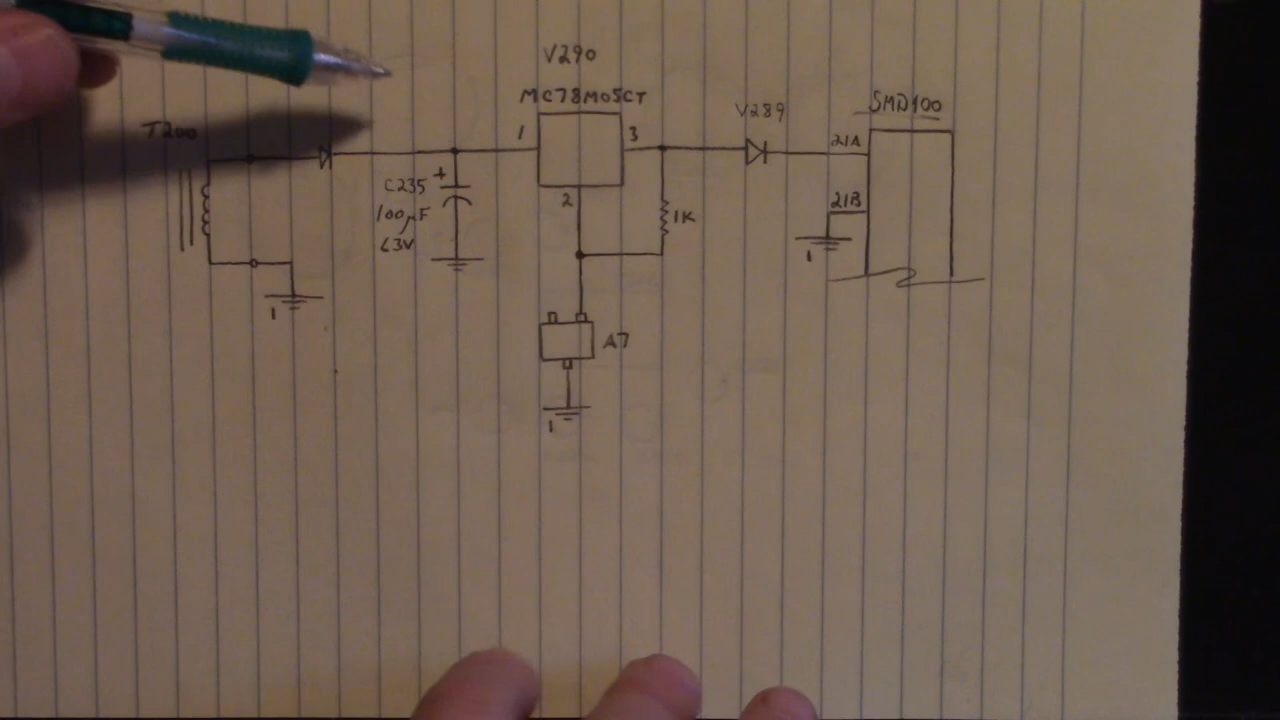 V290
MC78M05CT
SMD100
V289
T200
1
3
21A
C235
+
100µF
63V
2
1K
21B
1
1
A7
1